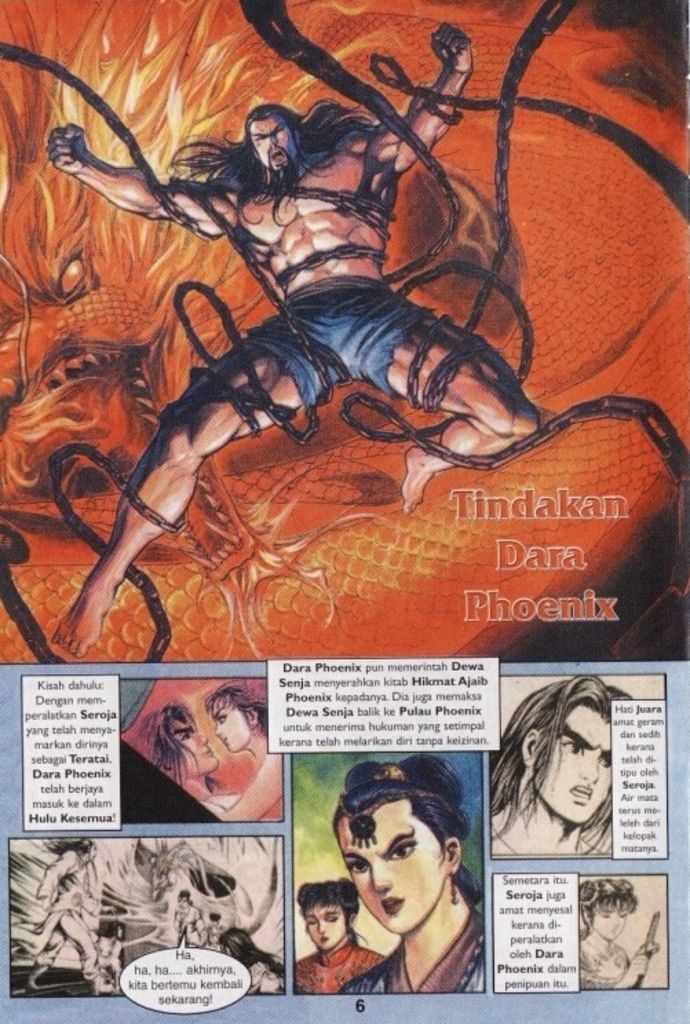 Tindakan
Dara
Phoenix
Kisah dahulu:
Dengan mem-
peralatkan Seroja
yang telah menya-
markan dirinya
sebagai Teratai,
Dara Phoenix
telah berjaya
masuk ke dalam
Hulu Kesemua!
Dara Phoenix pun memerintah Dewa
Senja menyerahkan kitab Hikmat Ajaib
Phoenix kepadanya. Dia juga memaksa
Dewa Senja balik ke Pulau Phoenix
untuk menerima hukuman yang setimpal
kerana telah melarikan diri tanpa keizinan.
Hati Juara
amat geram
dan sedih
kerana
telah di-
tipu oleh
Seroja.
Air mata
terus me-
leleh dari
kelopak
matanya.
Ha,
ha, ha.... akhirnya,
kita bertemu kembali
sekarang!
Semetara itu.
Seroja juga
amat menyesal
kerana di-
peralatkan
oleh Dara
Phoenix dalam
penipuan itu.
6